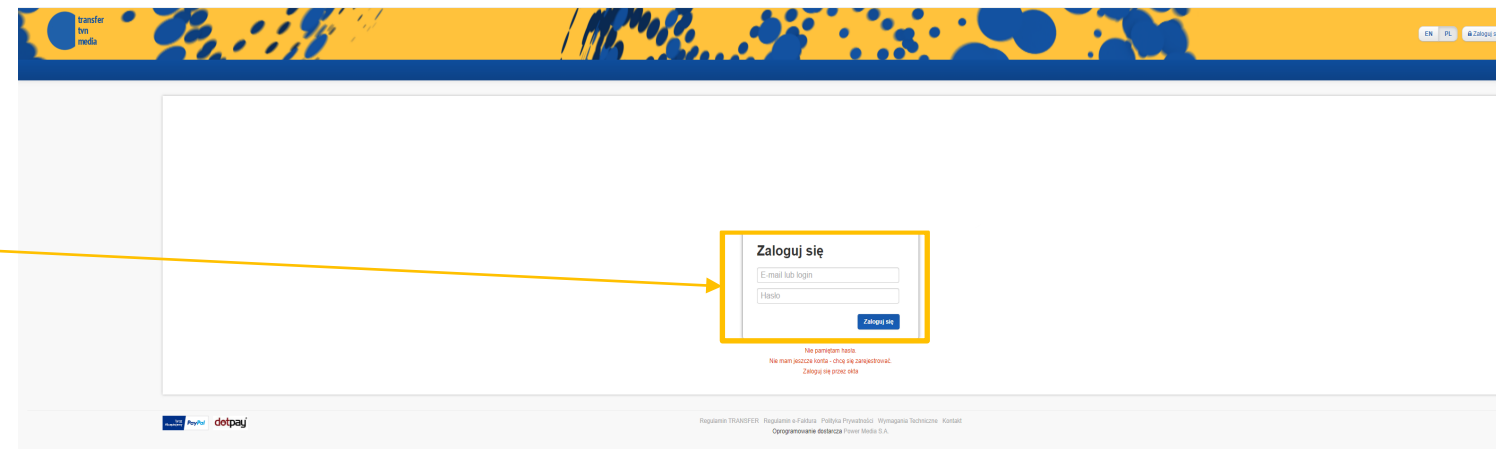 transfer
tvn
media
EN PL Zaloguj s
Zaloguj się
E-mail lub login
Hasło
Zaloguj się
Nie pamiętam hasła.
Nie mam jeszcze konta - chcę się zarejestrować.
Zaloguj się przez okta
PayPal dotpay
Regulamin TRANSFER Regulamin e-Faktura Polityka Prywatności Wymagania Techniczne Kontakt
Oprogramowanie dostarcza Power Media S.A.